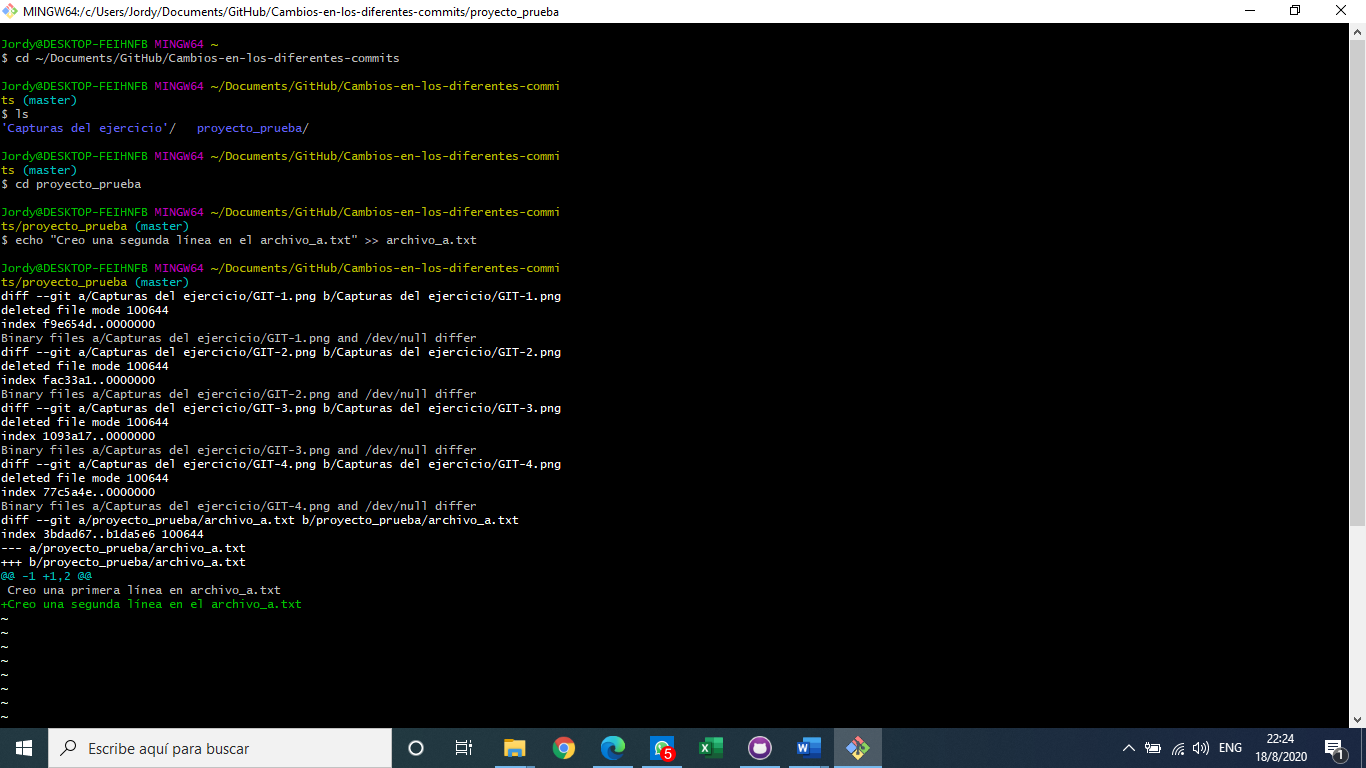 MINGW64:/c/Users/Jordy/Documents/GitHub/Cambios-en-los-diferentes-commits/proyecto_prueba
Jordy@DESKTOP-FEIHNFB MINGW64 ~
$ cd ~/Documents/GitHub/Cambios-en-los-diferentes-commits
Jordy@DESKTOP-FEIHNFB MINGW64 ~/Documents/GitHub/Cambios-en-los-diferentes-commi
ts (master)
$ ls
'Capturas del ejercicio'/   proyecto_prueba/
Jordy@DESKTOP-FEIHNFB MINGW64 ~/Documents/GitHub/Cambios-en-los-diferentes-commi
ts (master)
$ cd proyecto_prueba
Jordy@DESKTOP-FEIHNFB MINGW64 ~/Documents/GitHub/Cambios-en-los-diferentes-commi
ts/proyecto_prueba (master)
$ echo "Creo una segunda línea en el archivo_a.txt" >> archivo_a.txt
Jordy@DESKTOP-FEIHNFB MINGW64 ~/Documents/GitHub/Cambios-en-los-diferentes-commi
ts/proyecto_prueba (master)
diff --git a/Capturas del ejercicio/GIT-1.png b/Capturas del ejercicio/GIT-1.png
deleted file mode 100644
index f9e654d..0000000
Binary files a/Capturas del ejercicio/GIT-1.png and /dev/null differ
diff --git a/Capturas del ejercicio/GIT-2.png b/Capturas del ejercicio/GIT-2.png
deleted file mode 100644
index fac33a1..0000000
Binary files a/Capturas del ejercicio/GIT-2.png and /dev/null differ
diff --git a/Capturas del ejercicio/GIT-3.png b/Capturas del ejercicio/GIT-3.png
deleted file mode 100644
index 1093a17..0000000
Binary files a/Capturas del ejercicio/GIT-3.png and /dev/null differ
diff --git a/Capturas del ejercicio/GIT-4.png b/Capturas del ejercicio/GIT-4.png
deleted file mode 100644
index 77c5a4e..0000000
Binary files a/Capturas del ejercicio/GIT-4.png and /dev/null differ
diff --git a/proyecto_prueba/archivo_a.txt b/proyecto_prueba/archivo_a.txt
index 3bdad67..b1da5e6 100644
--- a/proyecto_prueba/archivo_a.txt
+++ b/proyecto_prueba/archivo_a.txt
@@ -1 +1,2 @@
 Creo una primera línea en archivo_a.txt
+Creo una segunda línea en el archivo_a.txt
~
~
~
~
~
~
~
~
Escribe aquí para buscar
5
ENG
22:24
18/8/2020
1